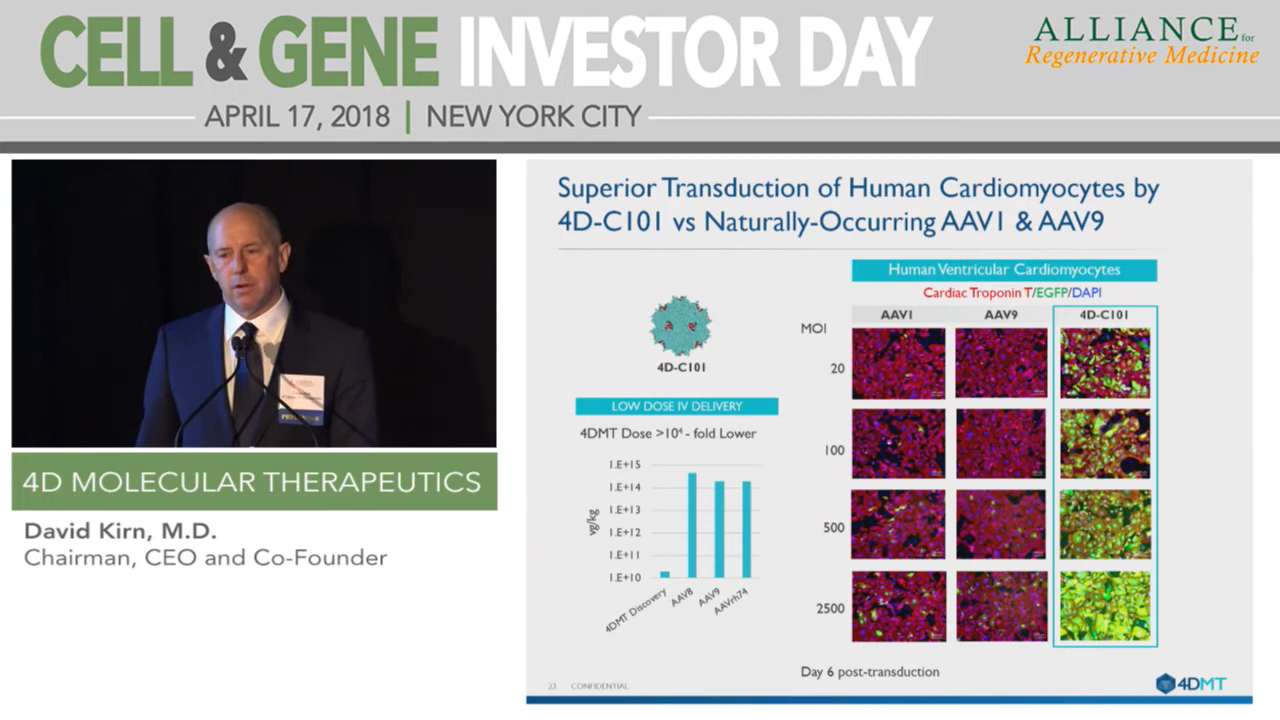 CELL & GENE INVESTOR DAY
APRIL 17, 2018 | NEW YORK CITY
ALLIANCE for
Regenerative Medicine
4D MOLECULAR THERAPEUTICS
David Kirn, M.D.
Chairman, CEO and Co-Founder
Superior Transduction of Human Cardiomyocytes by
4D-C101 vs Naturally-Occurring AAV1 & AAV9
4D-C101
LOW DOSE IV DELIVERY
4DMT Dose >10⁴ - fold Lower
vg/kg
1.E+15
1.E+14
1.E+13
1.E+12
1.E+11
1.E+10
4DMT Discovery
AAV8
AAV9
AAVrh74
Human Ventricular Cardiomyocytes
Cardiac Troponin T/EGFP/DAPI
MOI
AAV1 AAV9 4D-C101
20
100
500
2500
Day 6 post-transduction
23 CONFIDENTIAL
4DMT